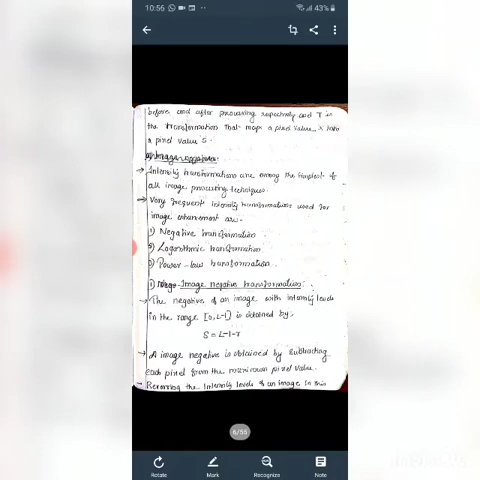 10:56
43%
before and after processing respectively and T is
the transformation that maps a pixel value r into
a pixel value s.
Image negatives:
→ Intensity transformations are among the simplest of
all image processing techniques.
→ Very frequent intensity transformations used for
image enhancement are-
1) Negative transformation
2) Logarithmic transformation
3) Power-law transformation
1) Image negative transformation:
→ The negative of an image with intensity levels
in the range [0, L-1] is obtained by.
S = L-1-r
→ A image negative is obtained by subtracting
each pixel from the maximum pixel value.
→ Reversing the intensity levels of an image in this
6/55
Rotate
Mark
Recognize
Note